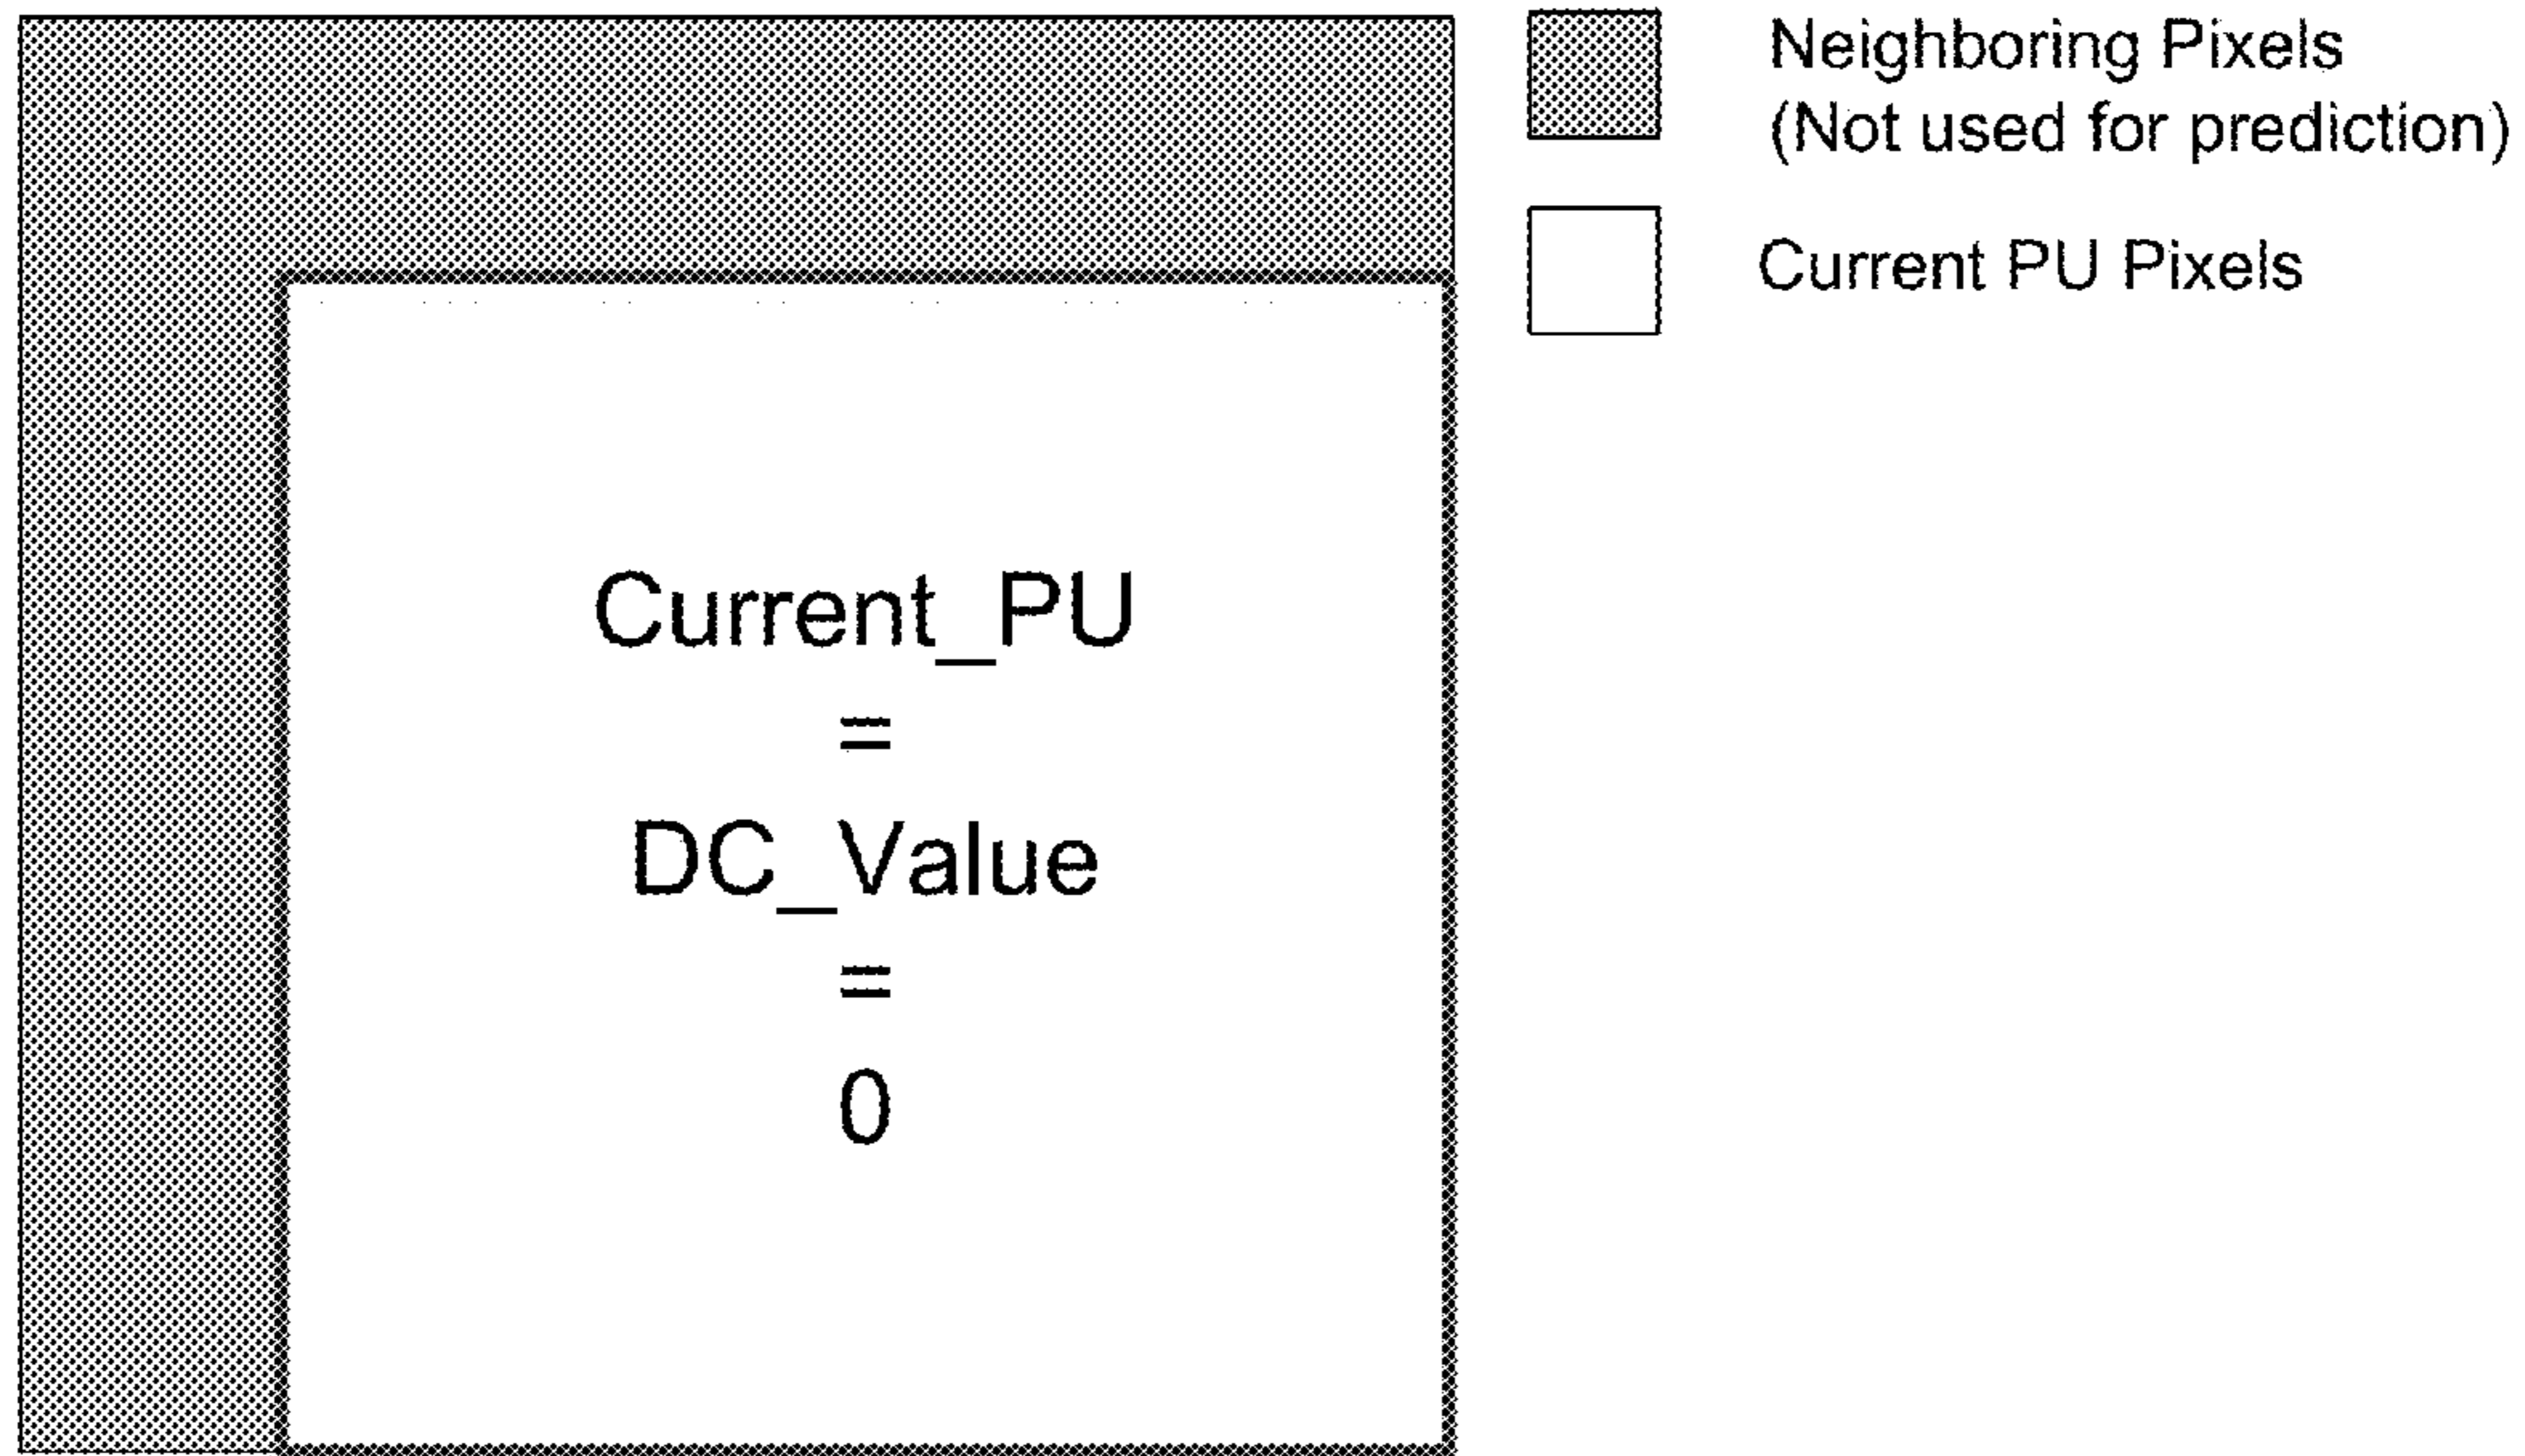 Neighboring Pixels
(Not used for prediction)
Current PU Pixels
Current_PU
=
DC_Value
=
0